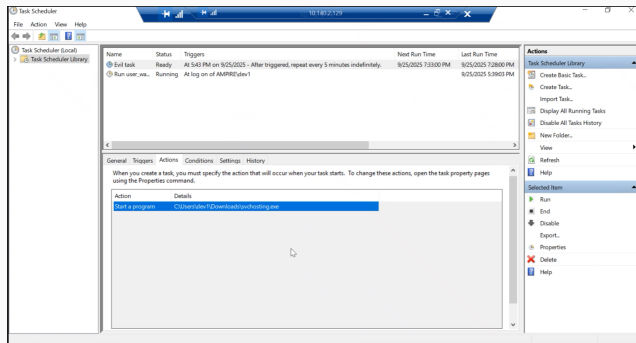 Task Scheduler
10.140.2.129
File Action View Help
Task Scheduler (Local)
Task Scheduler Library
Name Status Triggers Next Run Time Last Run Time
Evil task Ready At 5:43 PM on 9/25/2025 - After triggered, repeat every 5 minutes indefinitely. 9/25/2025 7:33:00 PM 9/25/2025 7:28:00 PM
Run user_wa... Running At log on of AMPIRE\dev1 9/25/2025 5:39:03 PM
General Triggers Actions Conditions Settings History
When you create a task, you must specify the action that will occur when your task starts. To change these actions, open the task property pages
using the Properties command.
Action Details
Start a program C:\Users\dev1\Downloads\svchosting.exe
Actions
Task Scheduler Library
Create Basic Task...
Create Task...
Import Task...
Display All Running Tasks
Disable All Tasks History
New Folder...
View
Refresh
Help
Selected Item
Run
End
Disable
Export...
Properties
Delete
Help